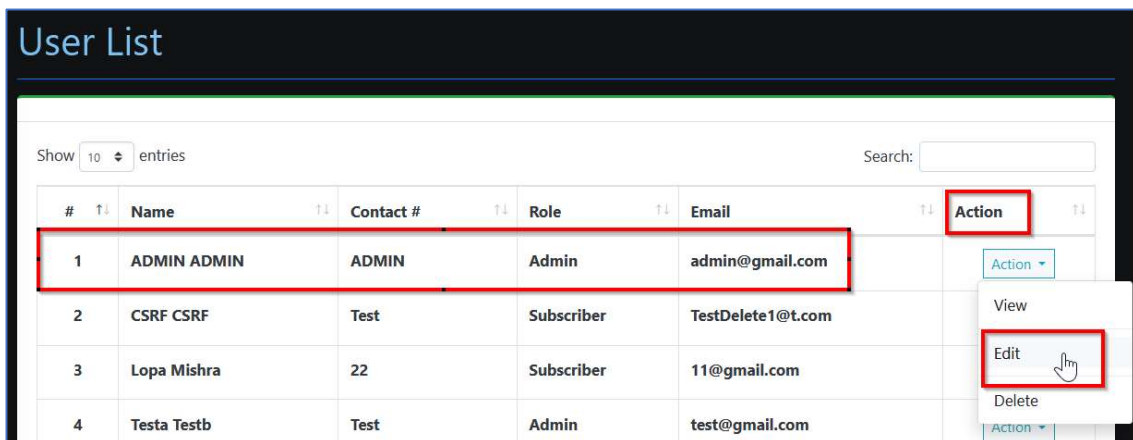 User List
Show 10 entries Search:
# Name Contact # Role Email Action
1 ADMIN ADMIN ADMIN Admin admin@gmail.com Action
View
2 CSRF CSRF Test Subscriber TestDelete1@t.com
Edit
3 Lopa Mishra 22 Subscriber 11@gmail.com
Delete
4 Testa Testb Test Admin test@gmail.com Action